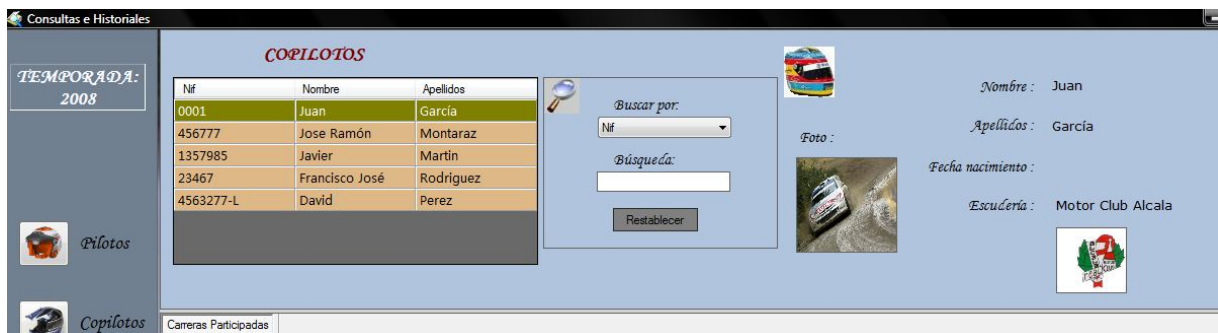 Consultas e Historiales
TEMPORADA:
2008
Pilotos
Copilotos
COPILOTOS
Nif Nombre Apellidos
0001 Juan García
456777 Jose Ramón Montaraz
1357985 Javier Martin
23467 Francisco José Rodriguez
4563277-L David Perez
Buscar por:
Nif
Búsqueda:
Restablecer
Foto :
Nombre : Juan
Apellidos : García
Fecha nacimiento :
Escudería : Motor Club Alcala
Carreras Participadas